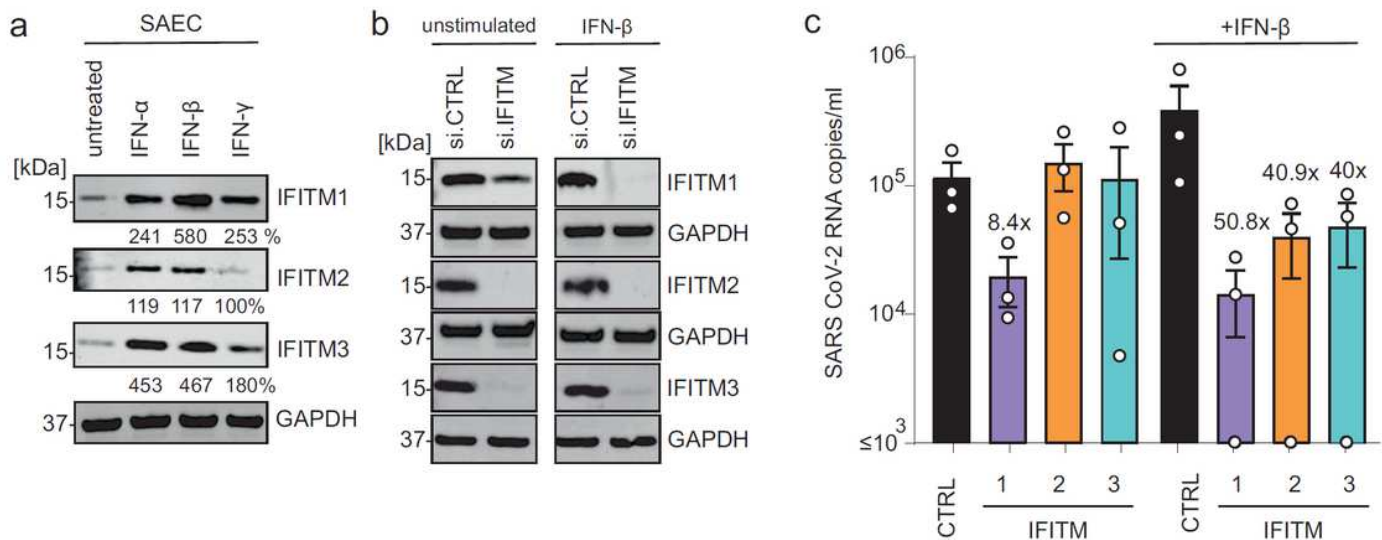 a
SAEC
untreated
IFN-α
IFN-β
IFN-γ
[kDa]
15
IFITM1
241 580 253 %
15
IFITM2
119 117 100%
15
IFITM3
453 467 180%
37
GAPDH
b
unstimulated IFN-β
si.CTRL
si.IFITM
si.CTRL
si.IFITM
[kDa]
15
IFITM1
37
GAPDH
15
IFITM2
37
GAPDH
15
IFITM3
37
GAPDH
c
+IFN-β
SARS CoV-2 RNA copies/ml
10⁶
10⁵
10⁴
≤10³
8.4x
50.8x
40.9x
40x
CTRL
1 2 3
IFITM
CTRL
1 2 3
IFITM